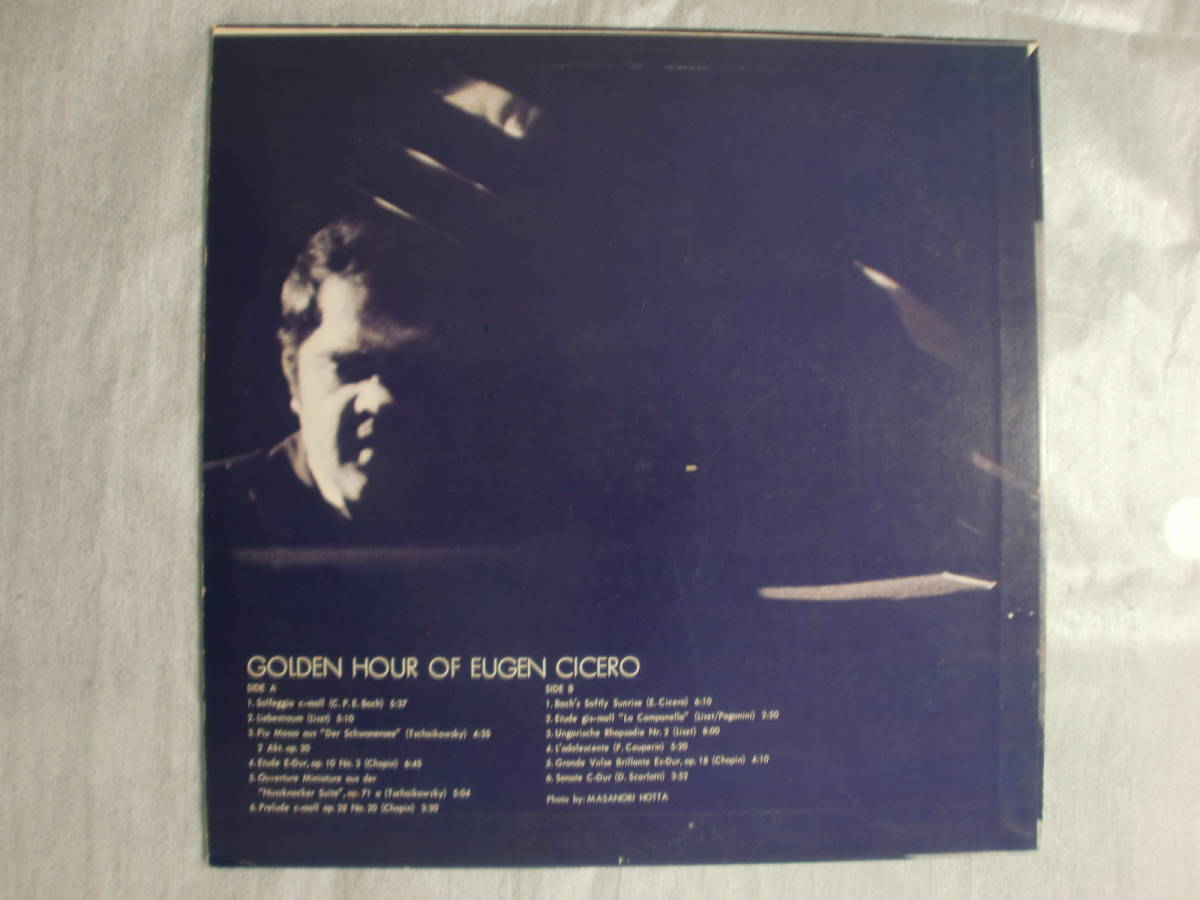 GOLDEN HOUR OF EUGEN CICERO
SIDE A
1. Solfeggio c-moll (C. P. E. Bach) 5:37
2. Liebestraum (Liszt) 5:10
3. Piu Mosso aus "Der Schwanensee" (Tschaikowsky) 4:35
2 Akt. op. 20
4. Etude E-Dur, op. 10 No. 3 (Chopin) 6:45
5. Ouverture Miniature aus der
"Nussknacker Suite", op. 71 a (Tschaikowsky) 5:04
6. Prelude c-moll op. 28 No. 20 (Chopin) 3:30
SIDE B
1. Bach's Softly Sunrise (E. Cicero) 6:10
2. Etude gis-moll "La Campanella" (Liszt/Paganini) 2:50
3. Ungarische Rhapsodie Nr. 2 (Liszt) 8:00
4. L'adolescente (F. Couperin) 5:20
5. Grande Valse Brillante Es-Dur, op. 18 (Chopin) 4:10
6. Sonate C-Dur (D. Scarlatti) 3:52
Photo by: MASANORI HOTTA